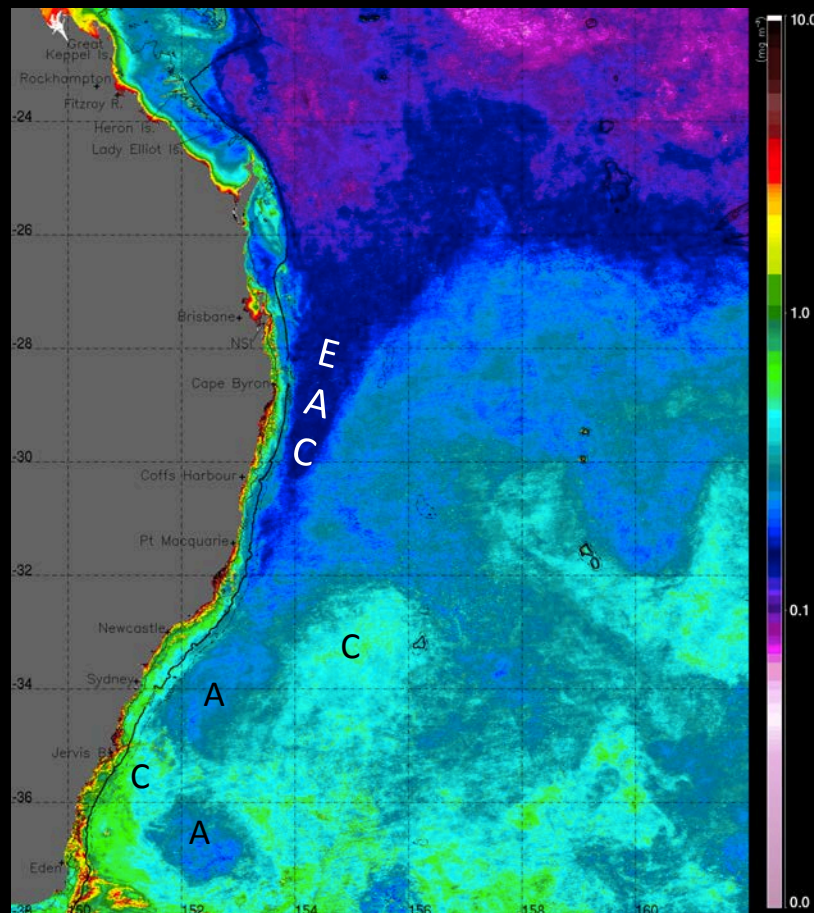 Great
Keppel Is.
Rockhampton
Fitzroy R.
-24
Heron Is.
Lady Elliot Is.
-26
Brisbane
NSI
-28
Cape Byron
E
A
C
-30
Coffs Harbour
Pt Macquarie
-32
Newcastle
C
Sydney
-34
A
Jervis B
C
-36
A
Eden
-38
150
152
154
156
158
160
10.0
(mg m⁻³)
1.0
0.1
0.0